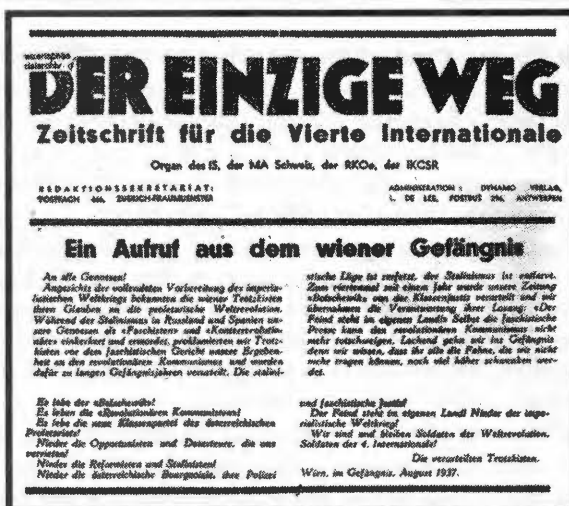 DER EINZIGE WEG
Zeitschrift für die Vierte Internationale
Organ des IS, der MA Schweiz, der RKOe, der IKCSR
REDAKTIONSSEKRETARIAT:
ADMINISTRATION: DYNAMO VERLAG,
Ein Aufruf aus dem wiener Gefängnis
An alle Genossen!
Angesichts der vollendeten Vorbereitung des imperia-
listischen Weltkriegs bekannten die wiener Trotzkisten
ihren Glauben an die proletarische Weltrevolution.
Während der Stalinismus in Russland und Spanien un-
sere Genossen als «Faschisten» und «Konterrevolutio-
näre» einkerkert und ermordet, proklamierten wir Trotz-
kisten vor dem faschistischen Gericht unsere Ergeben-
heit an den revolutionären Kommunismus und wurden
dafür zu langen Gefängnisjahren verurteilt. Die stalini-
stische Lüge ist zerfetzt, der Stalinismus ist entlarvt.
Zum viertenmal seit einem Jahr wurde unsere Zeitung
«Botschewik» von der Klassenjustiz verurteilt und wir
übernahmen die Verantwortung ihrer Losung: «Der
Feind steht im eigenen Land!» Selbst die faschistische
Presse kann den revolutionären Kommunismus nicht
mehr totschweigen. Lachend gehn wir ins Gefängnis
denn wir wissen, dass ihr alle die Fahne, die wir nicht
mehr tragen können, noch viel höher schwenken wer-
det.
Es lebe der «Bolschewik»!
Es leben die «Revolutionären Kommunisten»!
Es lebe die neue Klassenpartei des österreichischen
Proletariats!
Nieder die Opportunisten und Deserteure, die uns
verrieten!
Nieder die Reformisten und Stalinisten!
Nieder die österreichische Bourgeoisie, ihre Polizei
und faschistische Justiz!
Der Feind steht im eigenen Land! Nieder der impe-
rialistische Weltkrieg!
Wir sind und bleiben Soldaten der Weltrevolution,
Soldaten der 4. Internationale!
Die verurteilten Trotzkisten.
Wien, im Gefängnis, August 1937.